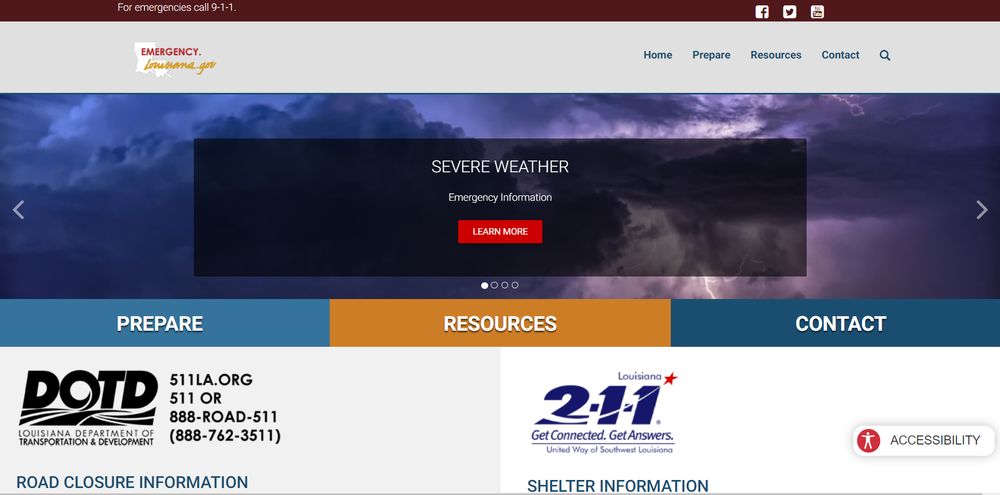 For emergencies call 9-1-1.
You
Tube
EMERGENCY.
Louisiana.gov
Home
Prepare
Resources
Contact
SEVERE WEATHER
Emergency Information
LEARN MORE
PREPARE
RESOURCES
CONTACT
DOTD
LOUISIANA DEPARTMENT OF
TRANSPORTATION & DEVELOPMENT
511LA.ORG
511 OR
888-ROAD-511
(888-762-3511)
ROAD CLOSURE INFORMATION
Louisiana
2-1-1®
Get Connected. Get Answers.
United Way of Southwest Louisiana
SHELTER INFORMATION
ACCESSIBILITY